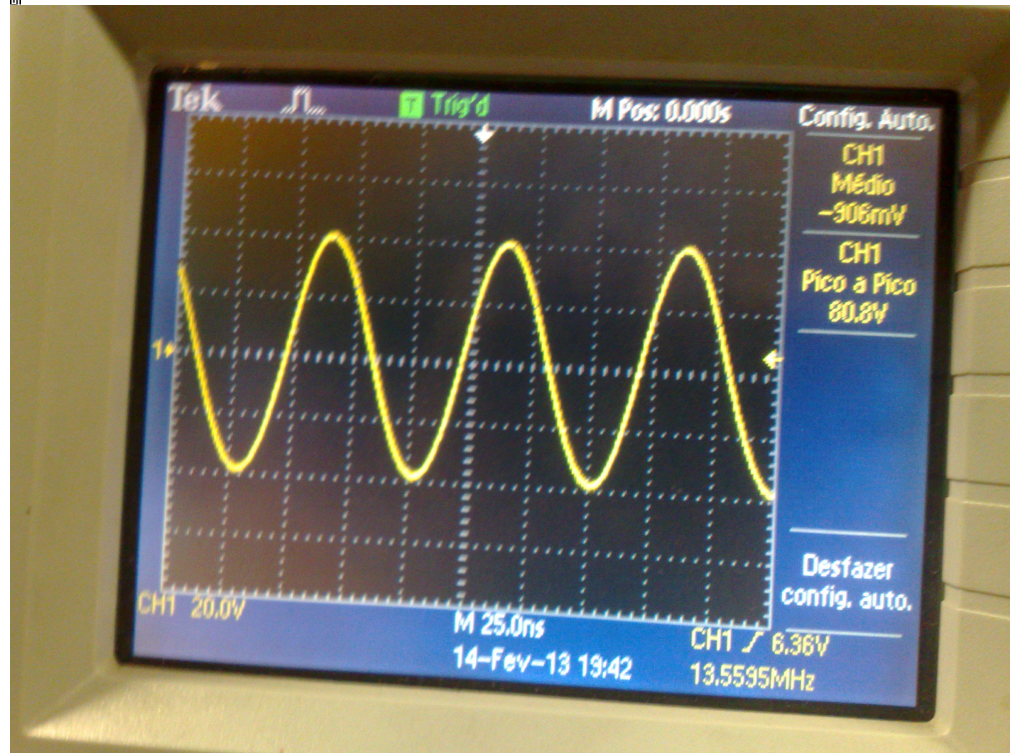 Tek T Trig'd M Pos: 0.000s Config. Auto.
CH1
Médio
-906mV
CH1
Pico a Pico
80.8V
1
Desfazer
config. auto.
CH1 20.0V M 25.0ns CH1 6.36V
14-Fev-13 19:42 13.5595MHz